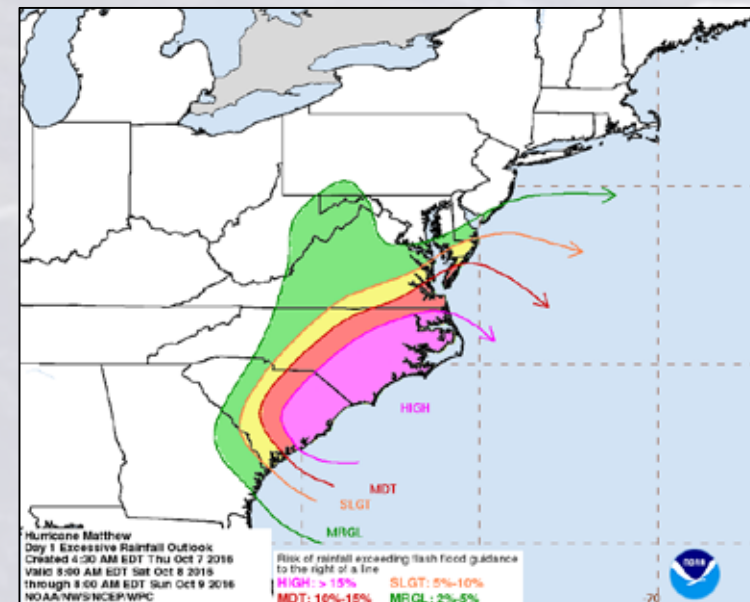 HIGH
MDT
SLGT
MRGL
Hurricane Matthew
Day 1 Excessive Rainfall Outlook
Created 4:30 AM EDT Thu Oct 7 2016
Valid 8:00 AM EDT Sat Oct 8 2016
through 8:00 AM EDT Sun Oct 9 2016
NOAA/NWS/NCEP/WPC
Risk of rainfall exceeding flash flood guidance
to the right of a line
HIGH: > 15% SLGT: 5%-10%
MDT: 10%-15% MRGL: 2%-5%
-70
noaa